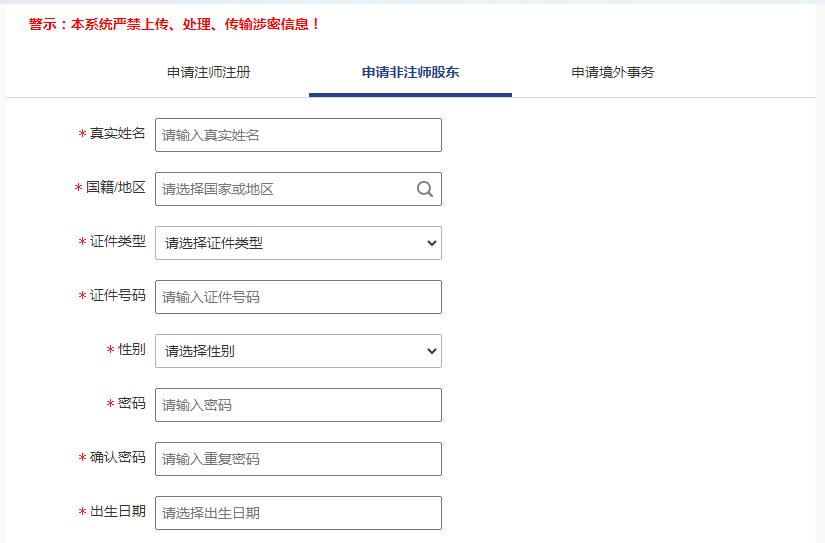 警示：本系统严禁上传、处理、传输涉密信息！
申请注师注册 申请非注师股东 申请境外事务
* 真实姓名 请输入真实姓名
* 国籍/地区 请选择国家或地区
* 证件类型 请选择证件类型
* 证件号码 请输入证件号码
* 性别 请选择性别
* 密码 请输入密码
* 确认密码 请输入重复密码
* 出生日期 请选择出生日期